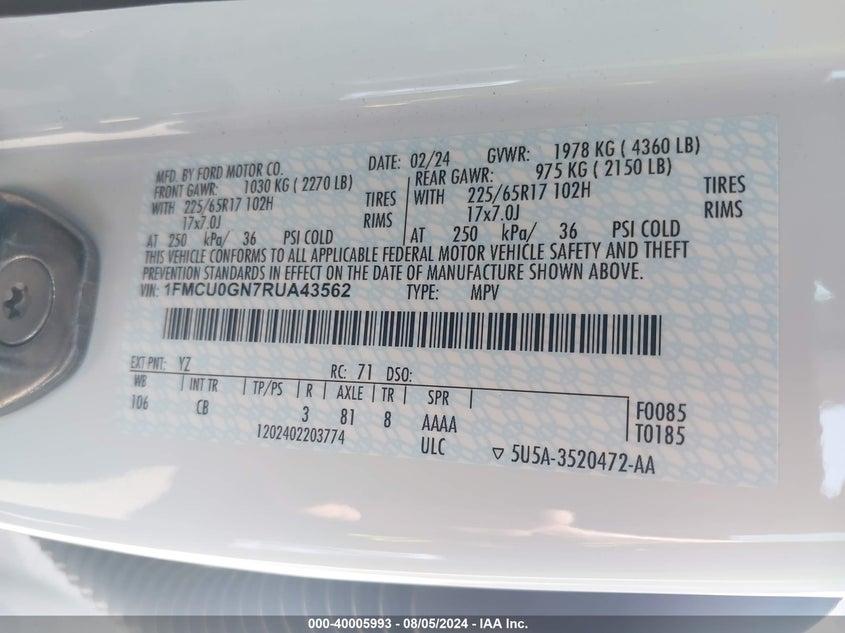 MFD. BY FORD MOTOR CO. DATE: 02/24 GVWR: 1978 KG ( 4360 LB)
FRONT GAWR: 1030 KG ( 2270 LB) REAR GAWR: 975 KG ( 2150 LB)
WITH 225/65R17 102H TIRES WITH 225/65R17 102H TIRES
17x7.0J RIMS 17x7.0J RIMS
AT 250 kPa/ 36 PSI COLD AT 250 kPa/ 36 PSI COLD
THIS VEHICLE CONFORMS TO ALL APPLICABLE FEDERAL MOTOR VEHICLE SAFETY AND THEFT
PREVENTION STANDARDS IN EFFECT ON THE DATE OF MANUFACTURE SHOWN ABOVE.
VIN: 1FMCU0GN7RUA43562 TYPE: MPV
EXT PNT: YZ RC: 71 DSO:
WB INT TR TP/PS R AXLE TR SPR
106 CB 3 81 8 AAAA F0085
1202402203774 ULC T0185
▽ 5U5A-3520472-AA
000-40005993 - 08/05/2024 - IAA Inc.